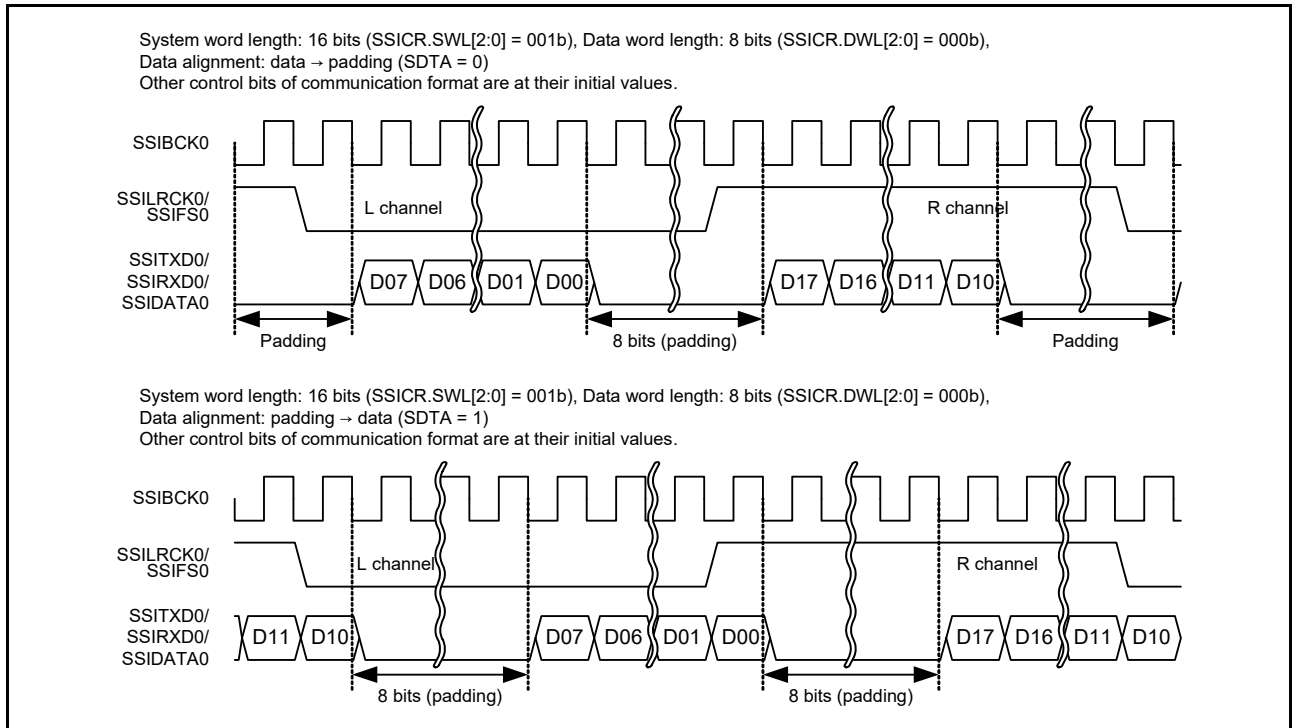 System word length: 16 bits (SSICR.SWL[2:0] = 001b), Data word length: 8 bits (SSICR.DWL[2:0] = 000b),
Data alignment: data → padding (SDTA = 0)
Other control bits of communication format are at their initial values.
SSIBCK0
SSILRCK0/
SSIFS0
L channel
R channel
SSITXD0/
SSIRXD0/
SSIDATA0
D07 D06 D01 D00 D17 D16 D11 D10
Padding 8 bits (padding) Padding
System word length: 16 bits (SSICR.SWL[2:0] = 001b), Data word length: 8 bits (SSICR.DWL[2:0] = 000b),
Data alignment: padding → data (SDTA = 1)
Other control bits of communication format are at their initial values.
SSIBCK0
SSILRCK0/
SSIFS0
L channel
R channel
SSITXD0/
SSIRXD0/
SSIDATA0
D11 D10 D07 D06 D01 D00 D17 D16 D11 D10
8 bits (padding) 8 bits (padding)